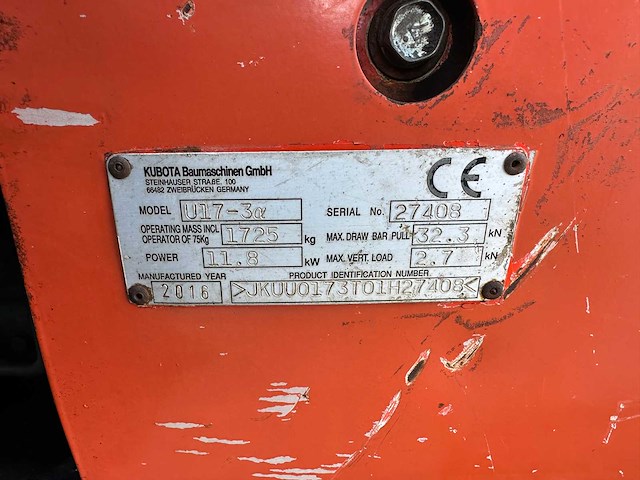 KUBOTA Baumaschinen GmbH CE
STEINHAUSER STRAßE, 100
66482 ZWEIBRÜCKEN GERMANY
MODEL U17-3α SERIAL No. 27408
OPERATING MASS INCL OPERATOR OF 75Kg 1725 kg MAX. DRAW BAR PULL 32.3 kN
POWER 11.8 kW MAX. VERT. LOAD 2.7 kN
MANUFACTURED YEAR PRODUCT IDENTIFICATION NUMBER
2016 >JKUU0173T01H27408<